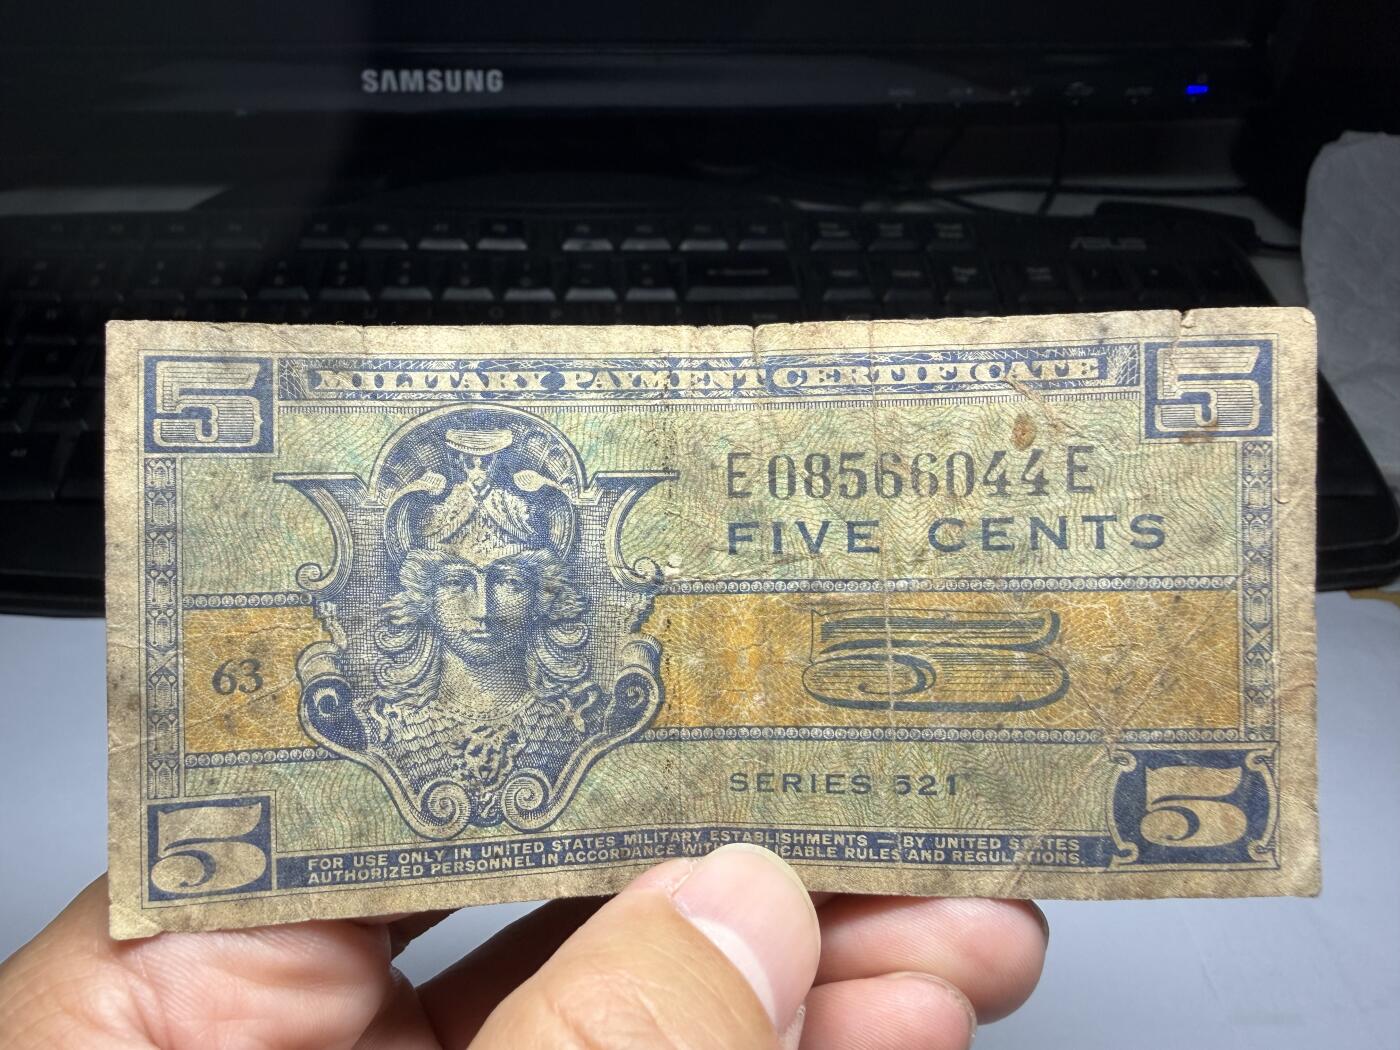 SAMSUNG
ASUS
5 MILITARY PAYMENT CERTIFICATE 5
E08566044E
FIVE CENTS
63
5
SERIES 521
5 5
FOR USE ONLY IN UNITED STATES MILITARY ESTABLISHMENTS — BY UNITED STATES
AUTHORIZED PERSONNEL IN ACCORDANCE WITH RULES AND REGULATIONS.